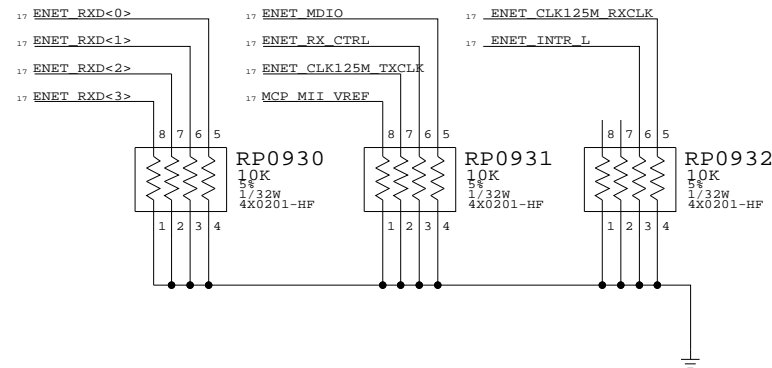 17 ENET_RXD<0>
17 ENET_RXD<1>
17 ENET_RXD<2>
17 ENET_RXD<3>
8 7 6 5
RP0930
10K
5%
1/32W
4X0201-HF
1 2 3 4
17 ENET_MDIO
17 ENET_RX_CTRL
17 ENET_CLK125M_TXCLK
17 MCP_MII_VREF
8 7 6 5
RP0931
10K
5%
1/32W
4X0201-HF
1 2 3 4
17 ENET_CLK125M_RXCLK
17 ENET_INTR_L
8 7 6 5
RP0932
10K
5%
1/32W
4X0201-HF
1 2 3 4